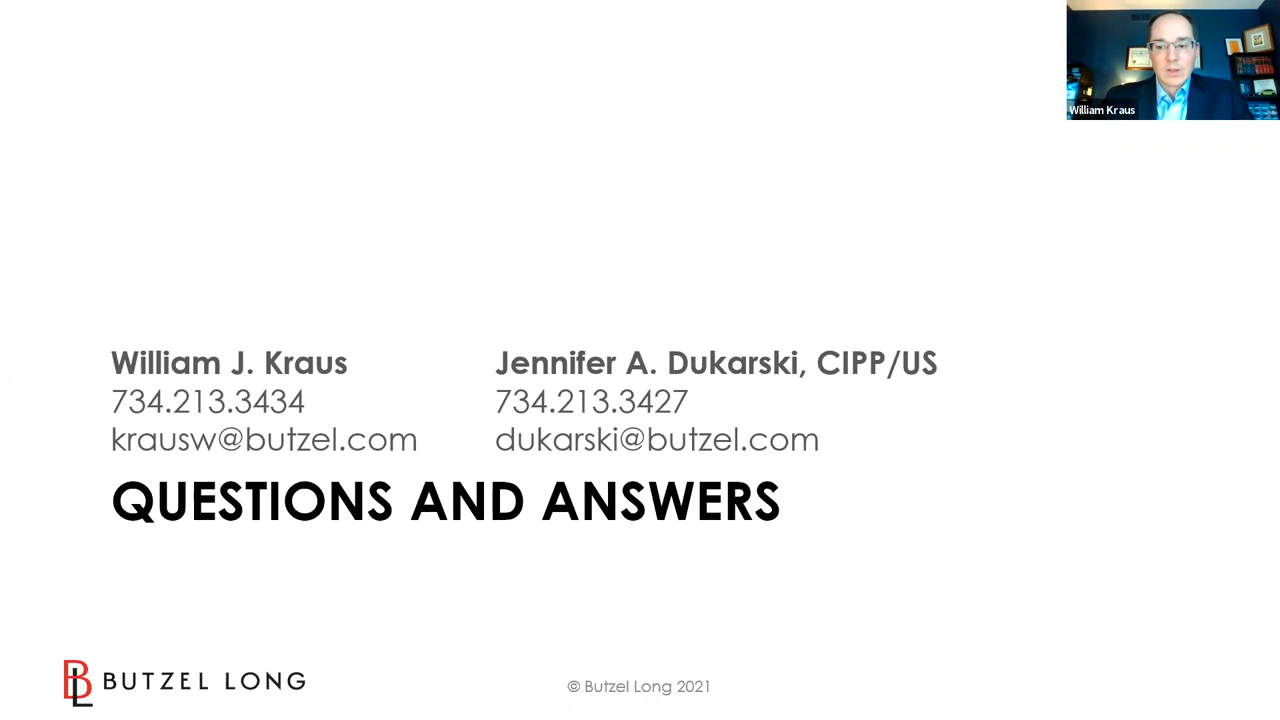 William Kraus
William J. Kraus
734.213.3434
krausw@butzel.com
Jennifer A. Dukarski, CIPP/US
734.213.3427
dukarski@butzel.com
QUESTIONS AND ANSWERS
BL BUTZEL LONG
© Butzel Long 2021